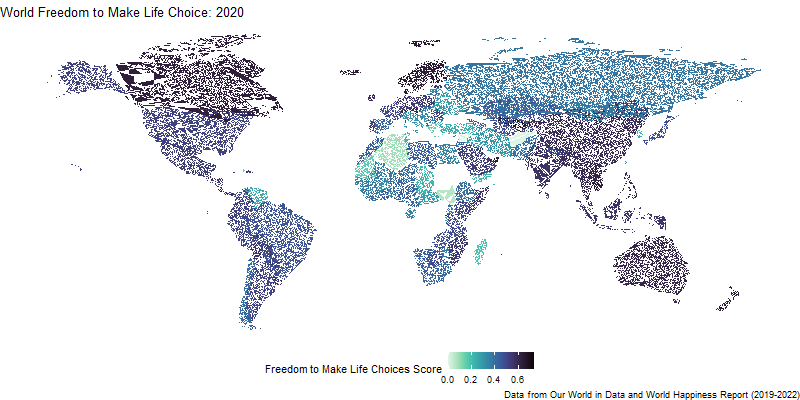 World Freedom to Make Life Choice: 2020
Freedom to Make Life Choices Score
0.0 0.2 0.4 0.6
Data from Our World in Data and World Happiness Report (2019-2022)